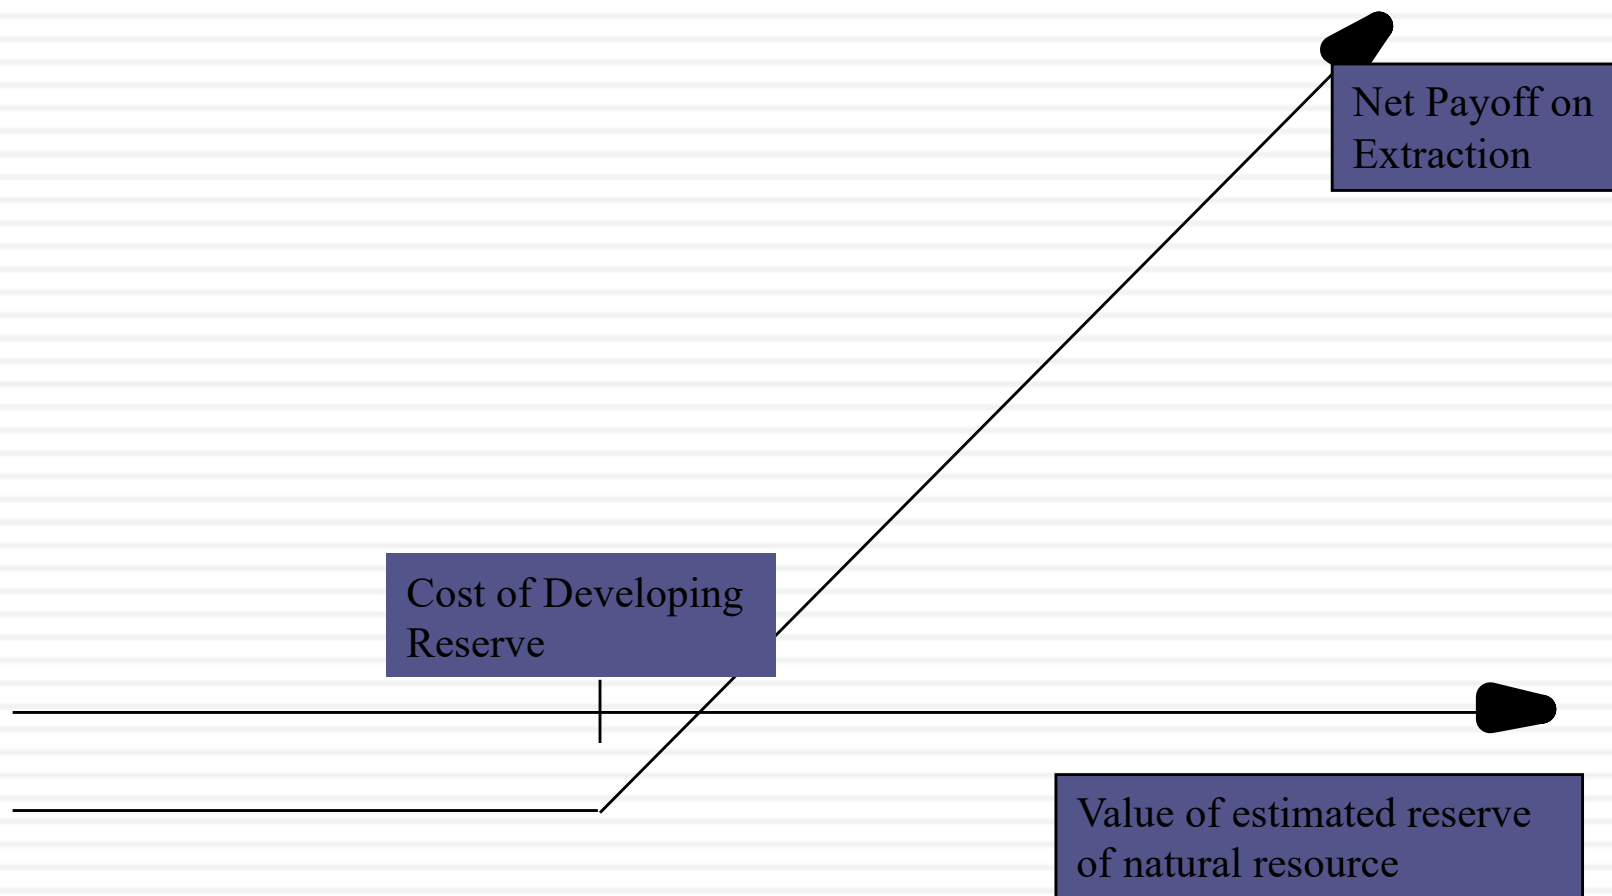 Net Payoff on
Extraction
Cost of Developing
Reserve
Value of estimated reserve
of natural resource